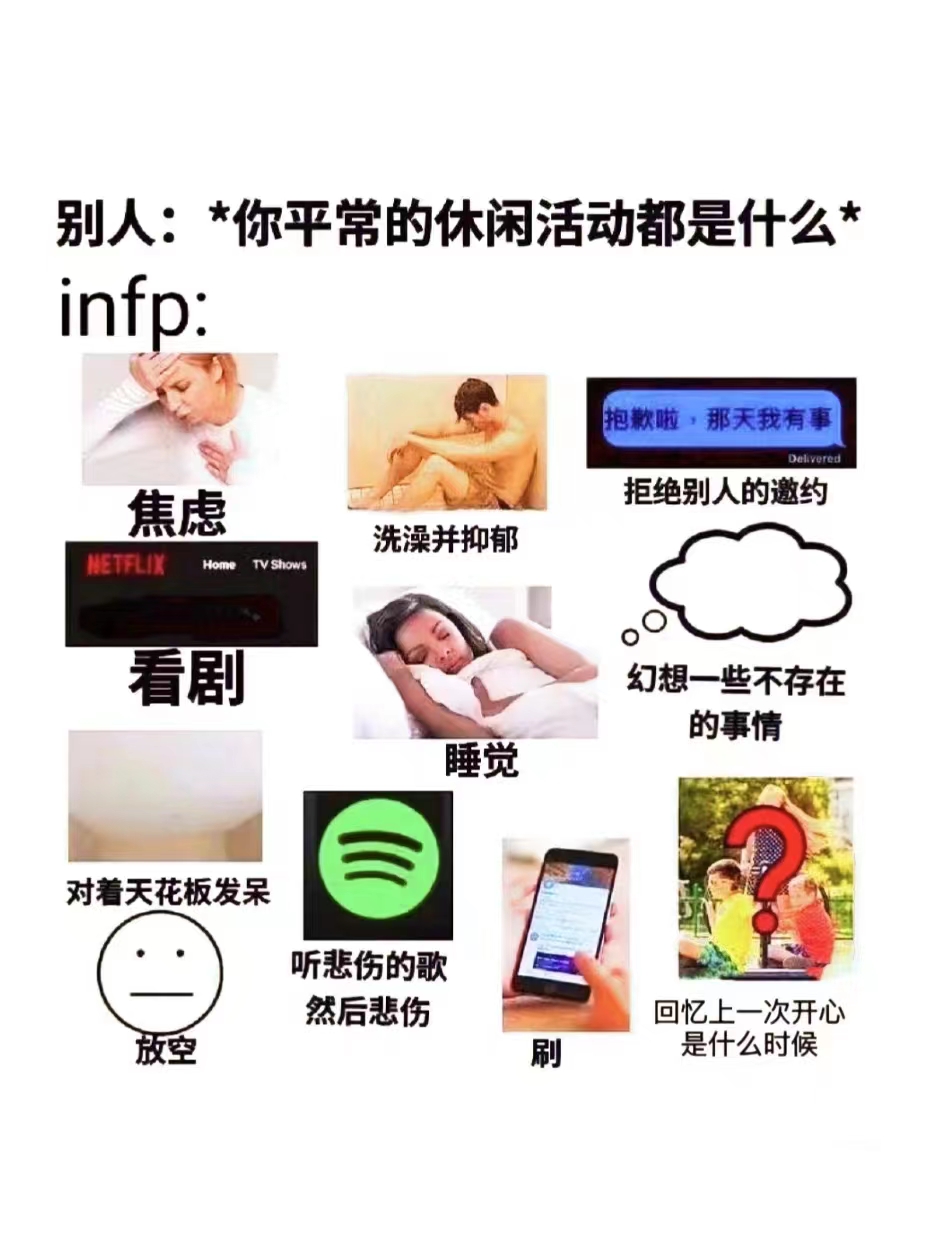 别人：*你平常的休闲活动都是什么*
infp:
焦虑
洗澡并抑郁
抱歉啦，那天我有事
Delivered
拒绝别人的邀约
NETFLIX Home TV Shows
看剧
睡觉
幻想一些不存在
的事情
对着天花板发呆
放空
听悲伤的歌
然后悲伤
刷
?
回忆上一次开心
是什么时候